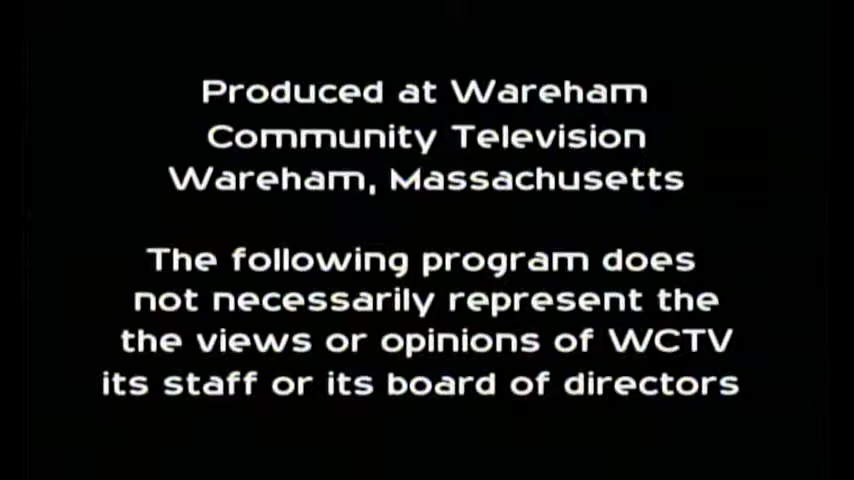 Produced at Wareham
Community Television
Wareham, Massachusetts
The following program does
not necessarily represent the
the views or opinions of WCTV
its staff or its board of directors